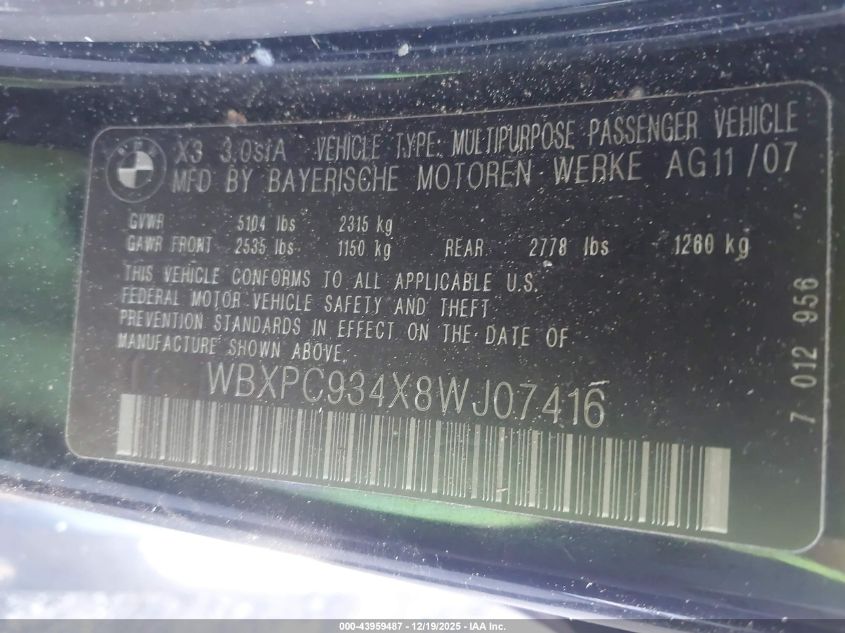 BMW
X3 3.0siA VEHICLE TYPE: MULTIPURPOSE PASSENGER VEHICLE
MFD BY BAYERISCHE MOTOREN WERKE AG 11/07
GVWR 5104 lbs 2315 kg
GAWR FRONT 2535 lbs 1150 kg REAR 2778 lbs 1260 kg
THIS VEHICLE CONFORMS TO ALL APPLICABLE U.S.
FEDERAL MOTOR VEHICLE SAFETY AND THEFT
PREVENTION STANDARDS IN EFFECT ON THE DATE OF
MANUFACTURE SHOWN ABOVE.
WBXPC934X8WJ07416
7 012 956
000-43959487 - 12/19/2025 - IAA Inc.